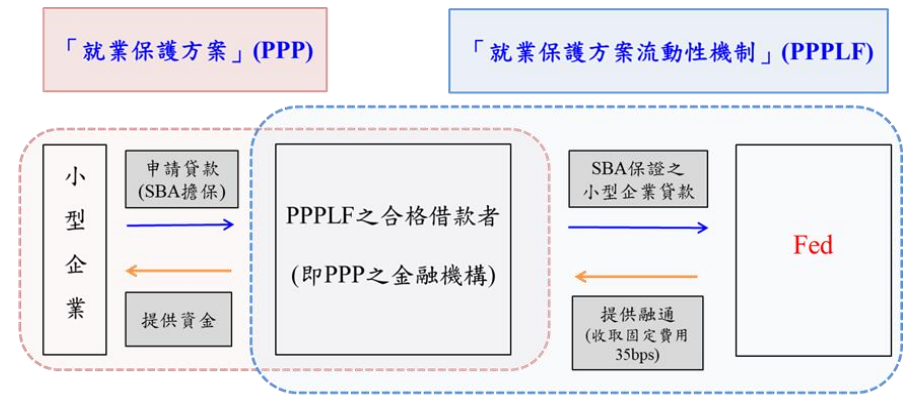 「就業保護方案」(PPP)
「就業保護方案流動性機制」(PPPLF)
小
型
企
業
申請貸款
(SBA擔保)
提供資金
PPPLF之合格借款者
(即PPP之金融機構)
SBA保證之
小型企業貸款
提供融通
(收取固定費用
35bps)
Fed